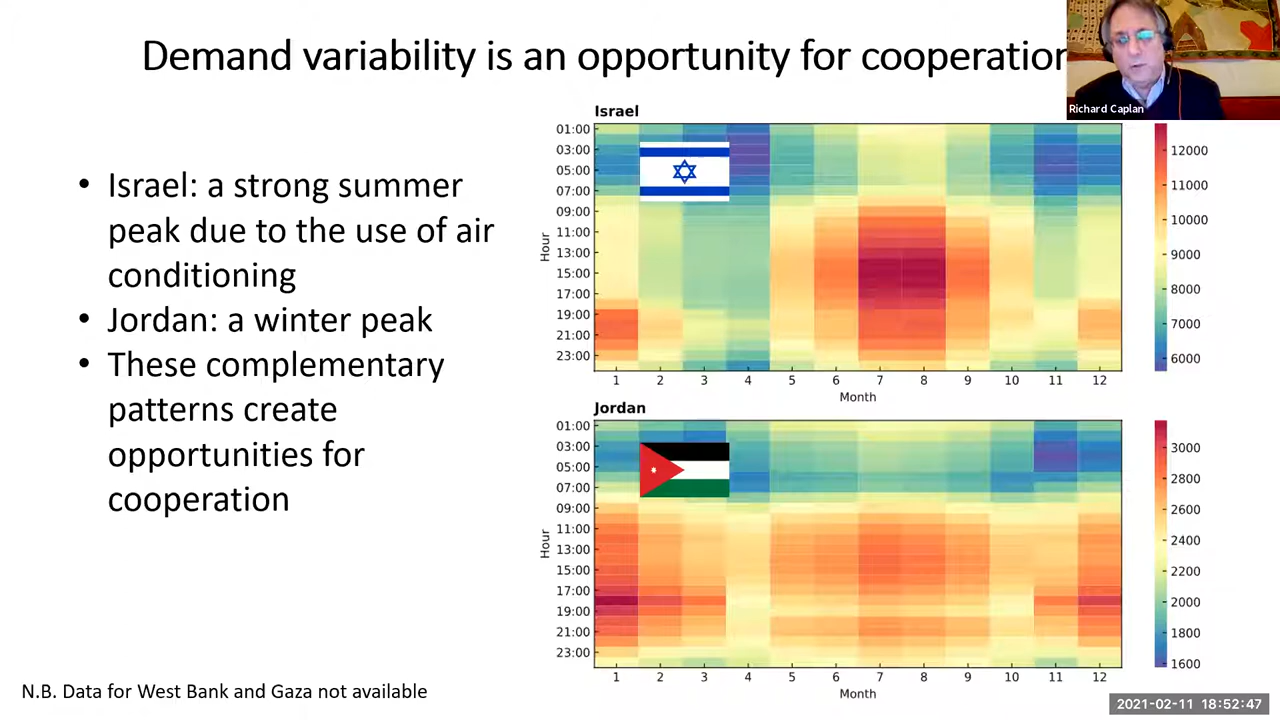 Demand variability is an opportunity for cooperation
Richard Caplan
• Israel: a strong summer
peak due to the use of air
conditioning
• Jordan: a winter peak
• These complementary
patterns create
opportunities for
cooperation
Israel
Hour
01:00
03:00
05:00
07:00
09:00
11:00
13:00
15:00
17:00
19:00
21:00
23:00
1 2 3 4 5 6 7 8 9 10 11 12
Month
12000
11000
10000
9000
8000
7000
6000
Jordan
Hour
01:00
03:00
05:00
07:00
09:00
11:00
13:00
15:00
17:00
19:00
21:00
23:00
1 2 3 4 5 6 7 8 9 10 11 12
Month
3000
2800
2600
2400
2200
2000
1800
1600
N.B. Data for West Bank and Gaza not available
2021-02-11 18:52:47